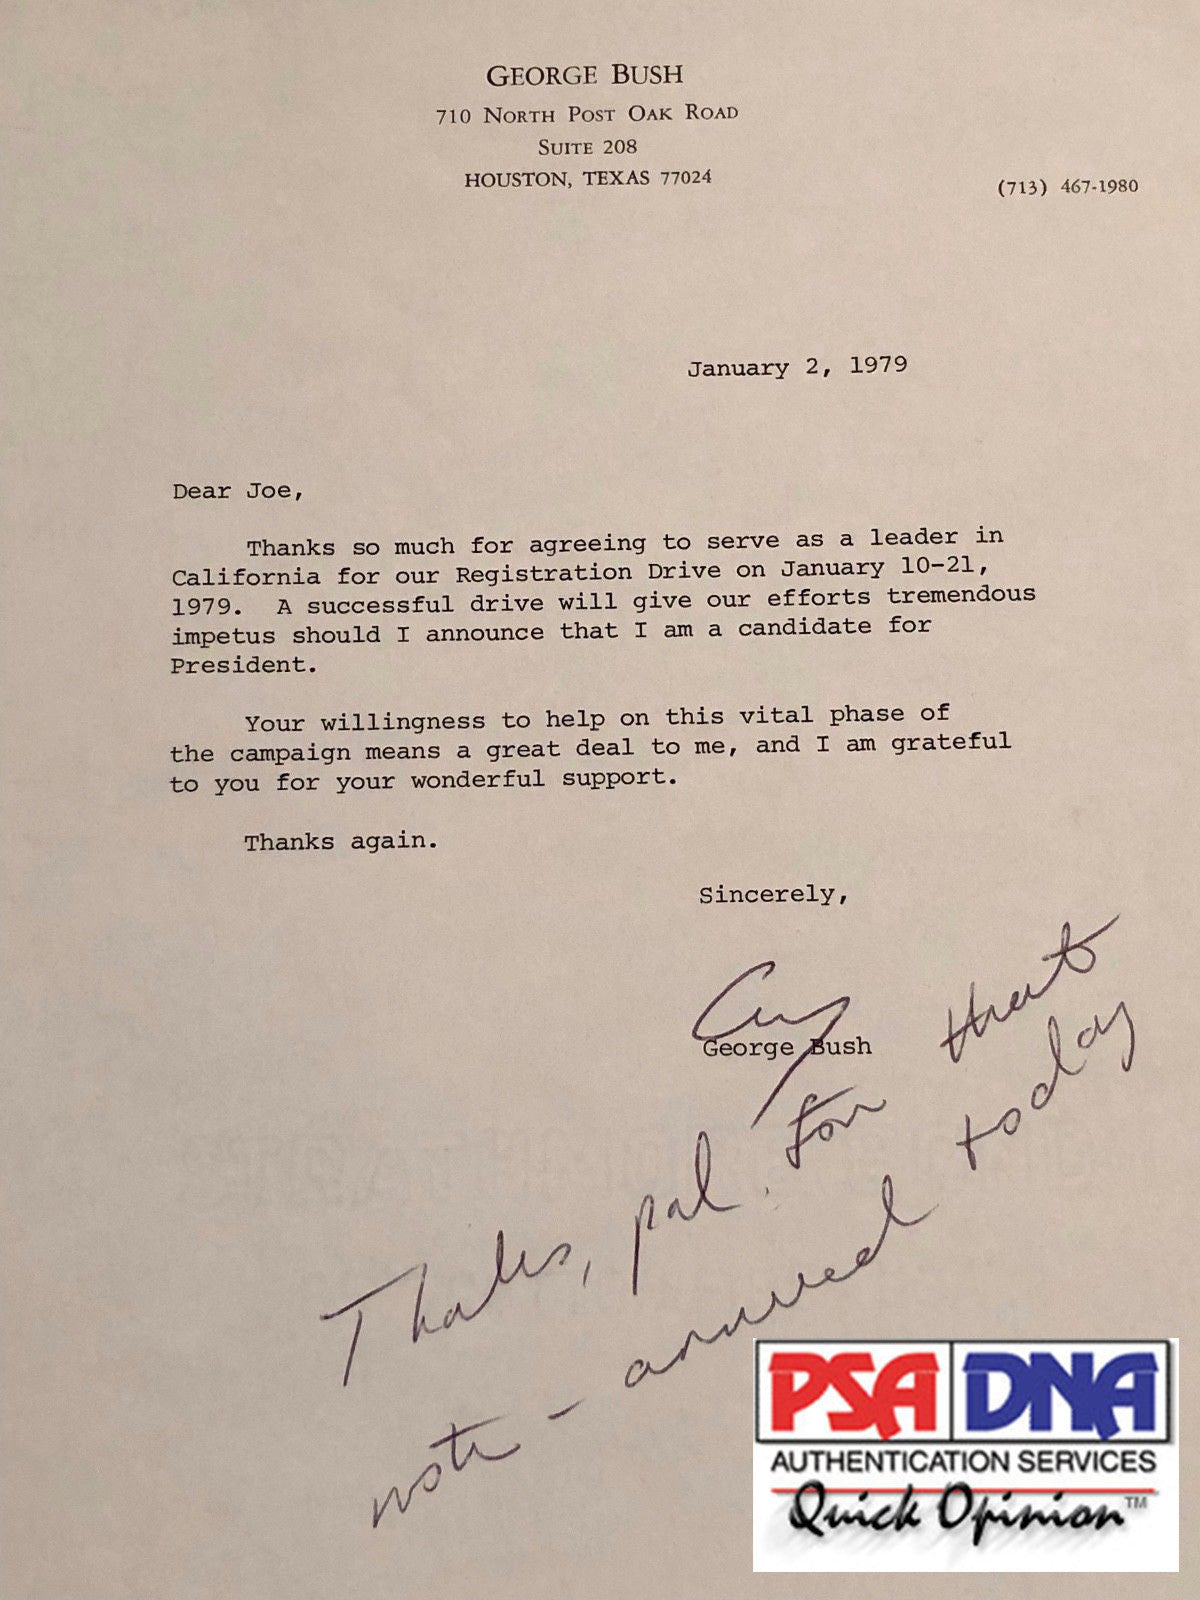 GEORGE BUSH
710 NORTH POST OAK ROAD
SUITE 208
HOUSTON, TEXAS 77024
(713) 467-1980
January 2, 1979
Dear Joe,
Thanks so much for agreeing to serve as a leader in
California for our Registration Drive on January 10-21,
1979.  A successful drive will give our efforts tremendous
impetus should I announce that I am a candidate for
President.
Your willingness to help on this vital phase of
the campaign means a great deal to me, and I am grateful
to you for your wonderful support.
Thanks again.
Sincerely,
George Bush
Thanks, pal. For that
note - arrived today
PSA DNA
AUTHENTICATION SERVICES
Quick Opinion™